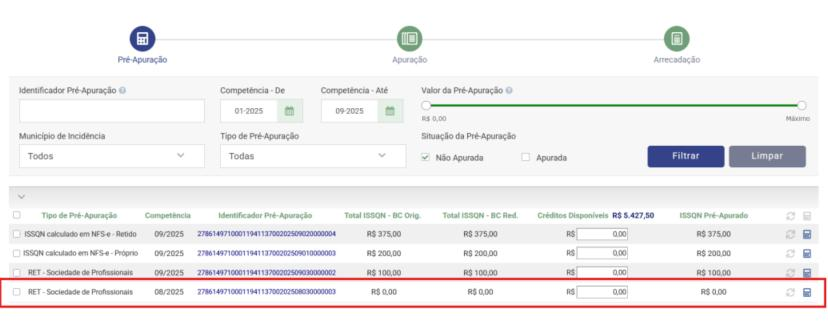 Pré-Apuração Apuração Arrecadação
Identificador Pré-Apuração Competência - De Competência - Até Valor da Pré-Apuração
01-2025 09-2025
R$ 0,00 Máximo
Município de Incidência Tipo de Pré-Apuração Situação da Pré-Apuração
Todos Todas Não Apurada Apurada Filtrar Limpar
Tipo de Pré-Apuração Competência Identificador Pré-Apuração Total ISSQN - BC Orig. Total ISSQN - BC Red. Créditos Disponíveis R$ 5.427,50 ISSQN Pré-Apurado
ISSQN calculado em NFS-e - Retido 09/2025 2786149710001194113700202509020000004 R$ 375,00 R$ 375,00 R$ 0,00 R$ 375,00
ISSQN calculado em NFS-e - Próprio 09/2025 2786149710001194113700202509010000003 R$ 200,00 R$ 200,00 R$ 0,00 R$ 200,00
RET - Sociedade de Profissionais 09/2025 2786149710001194113700202509030000002 R$ 100,00 R$ 100,00 R$ 0,00 R$ 100,00
RET - Sociedade de Profissionais 08/2025 2786149710001194113700202508030000003 R$ 0,00 R$ 0,00 R$ 0,00 R$ 0,00